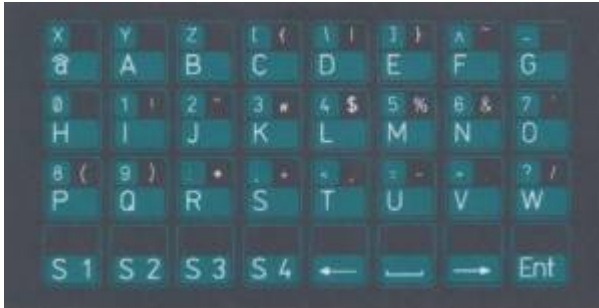 X Y Z [ { \ | ] } ^ ~ _
a A B C D E F G
0 1 ! 2 " 3 # 4 $ 5 % 6 & 7 '
H I J K L M N O
8 ( 9 ) : * ; + < , = - > ? /
P Q R S T U V W
S 1 S 2 S 3 S 4 ← → Ent